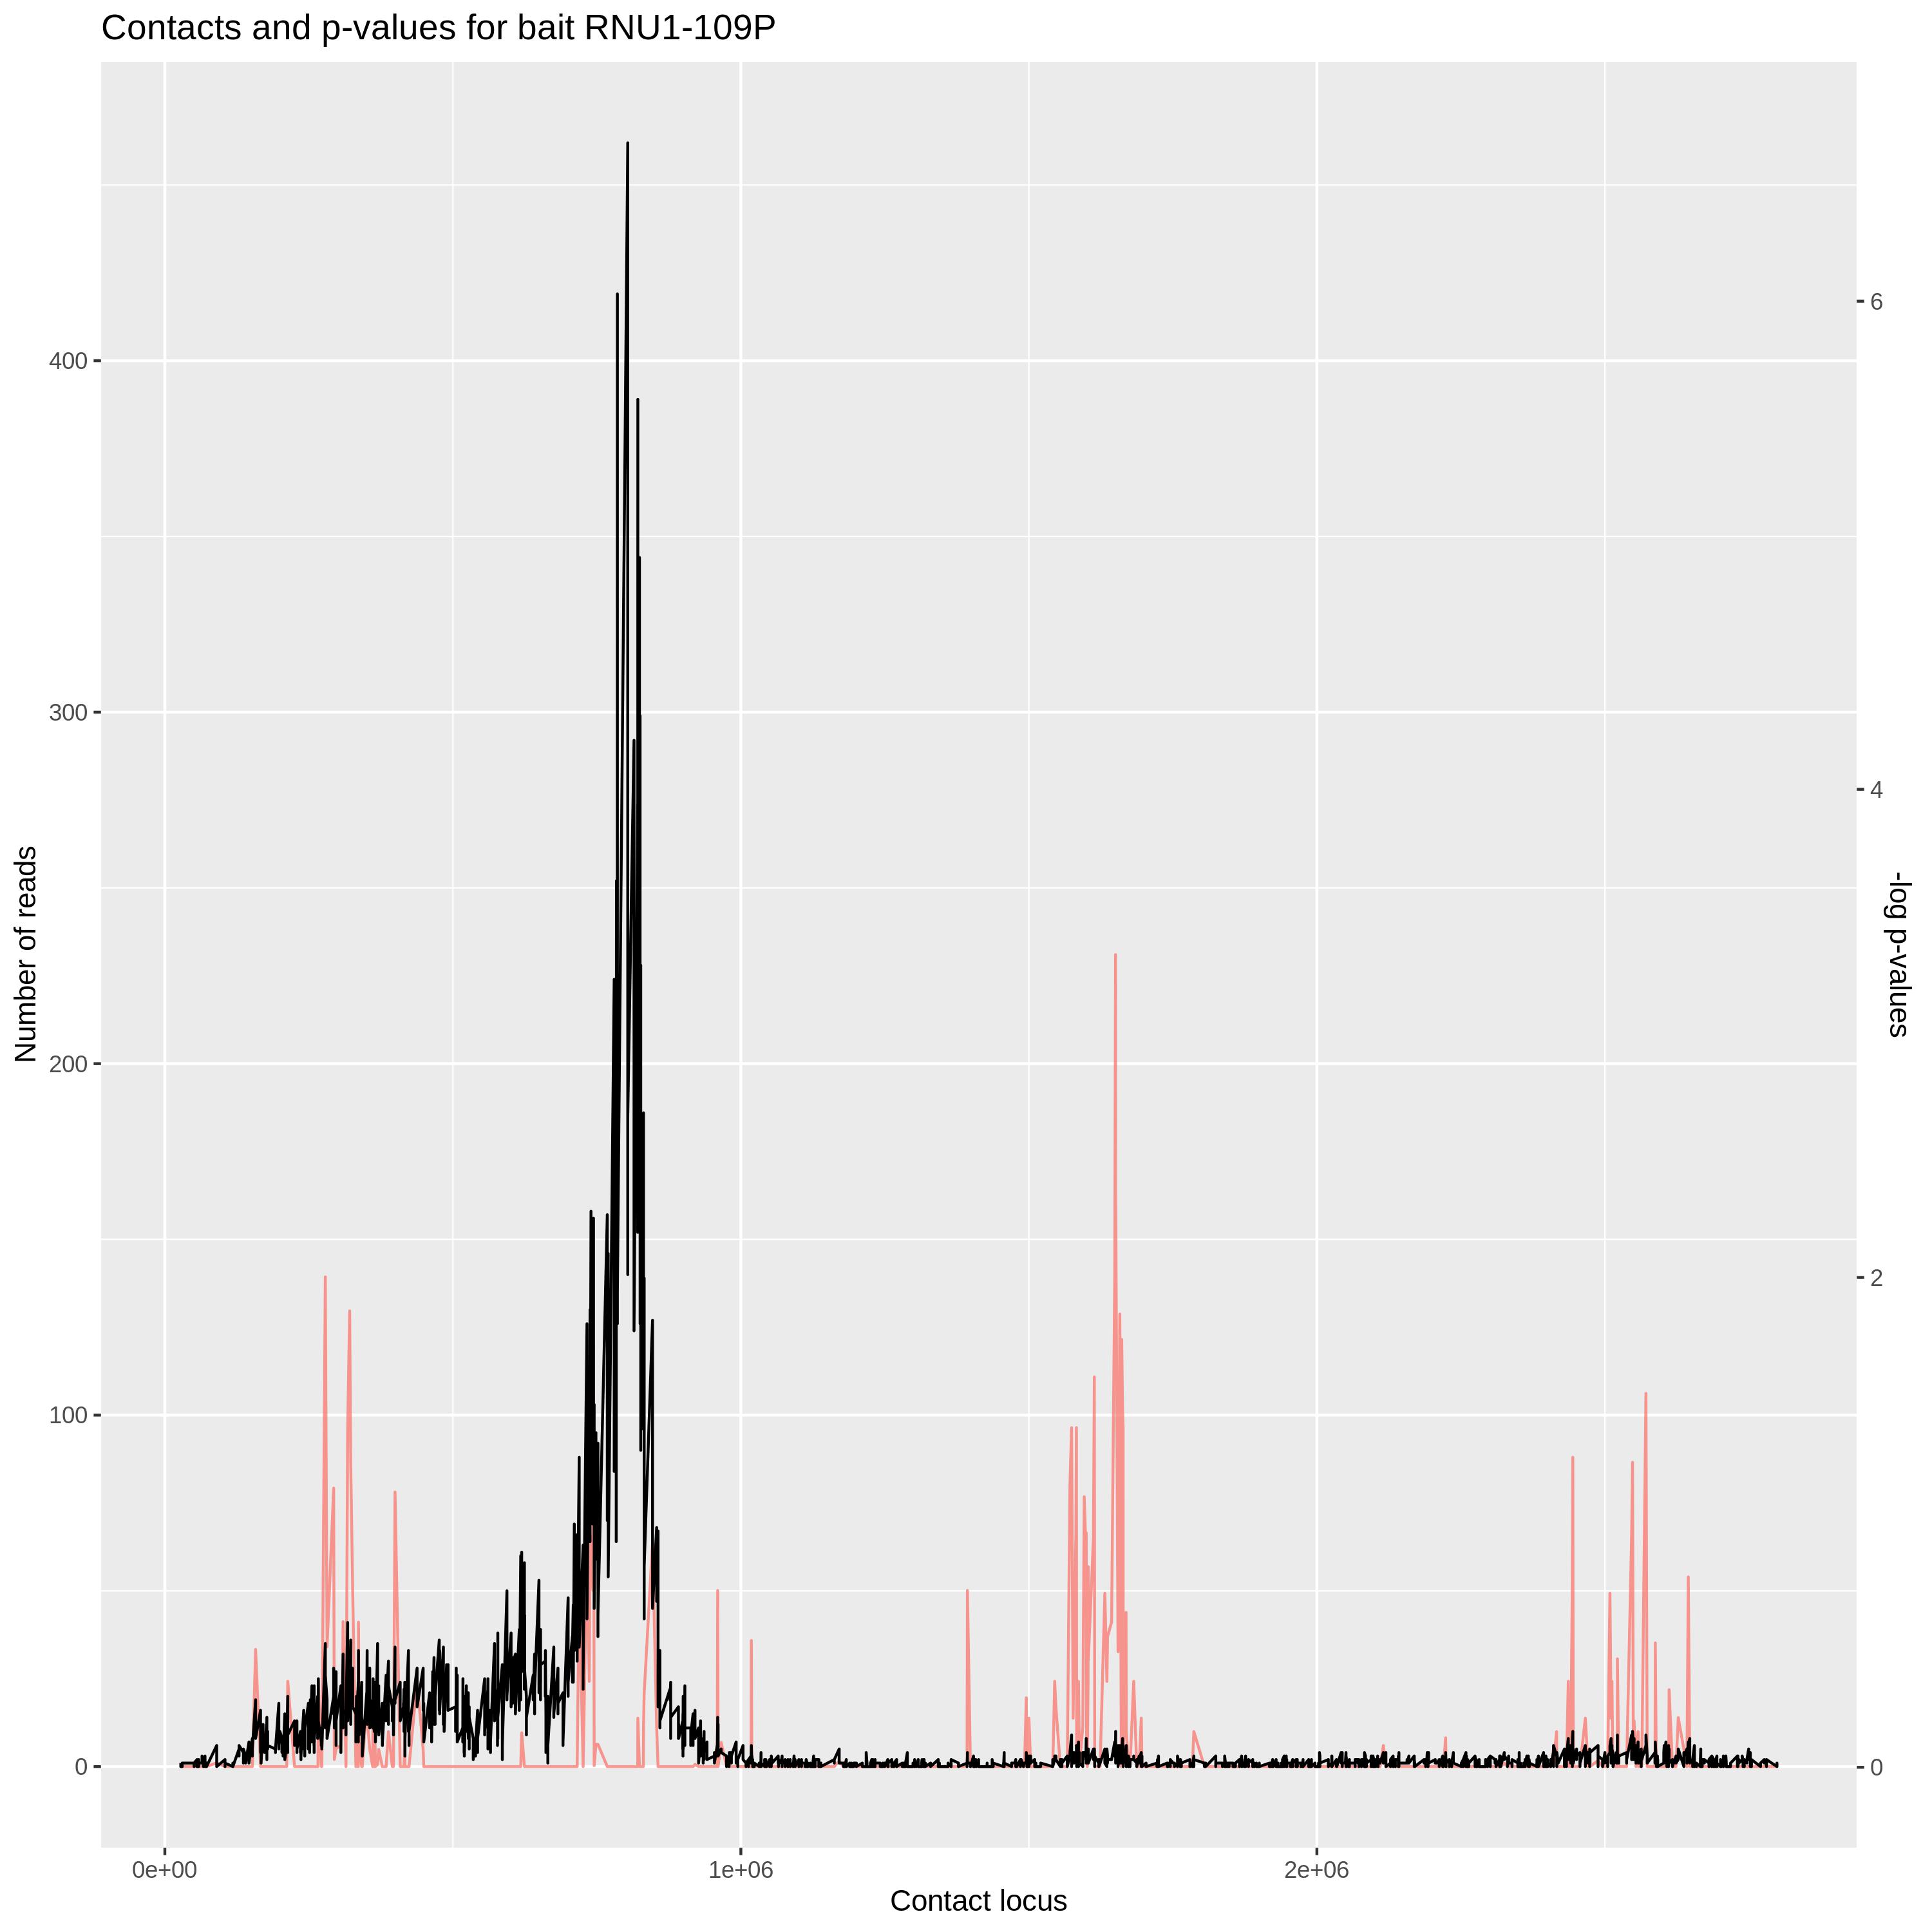 Contacts and p-values for bait RNU1-109P
Number of reads
400
300
200
100
0
6
4
2
0
-log p-values
0e+00
1e+06
2e+06
Contact locus